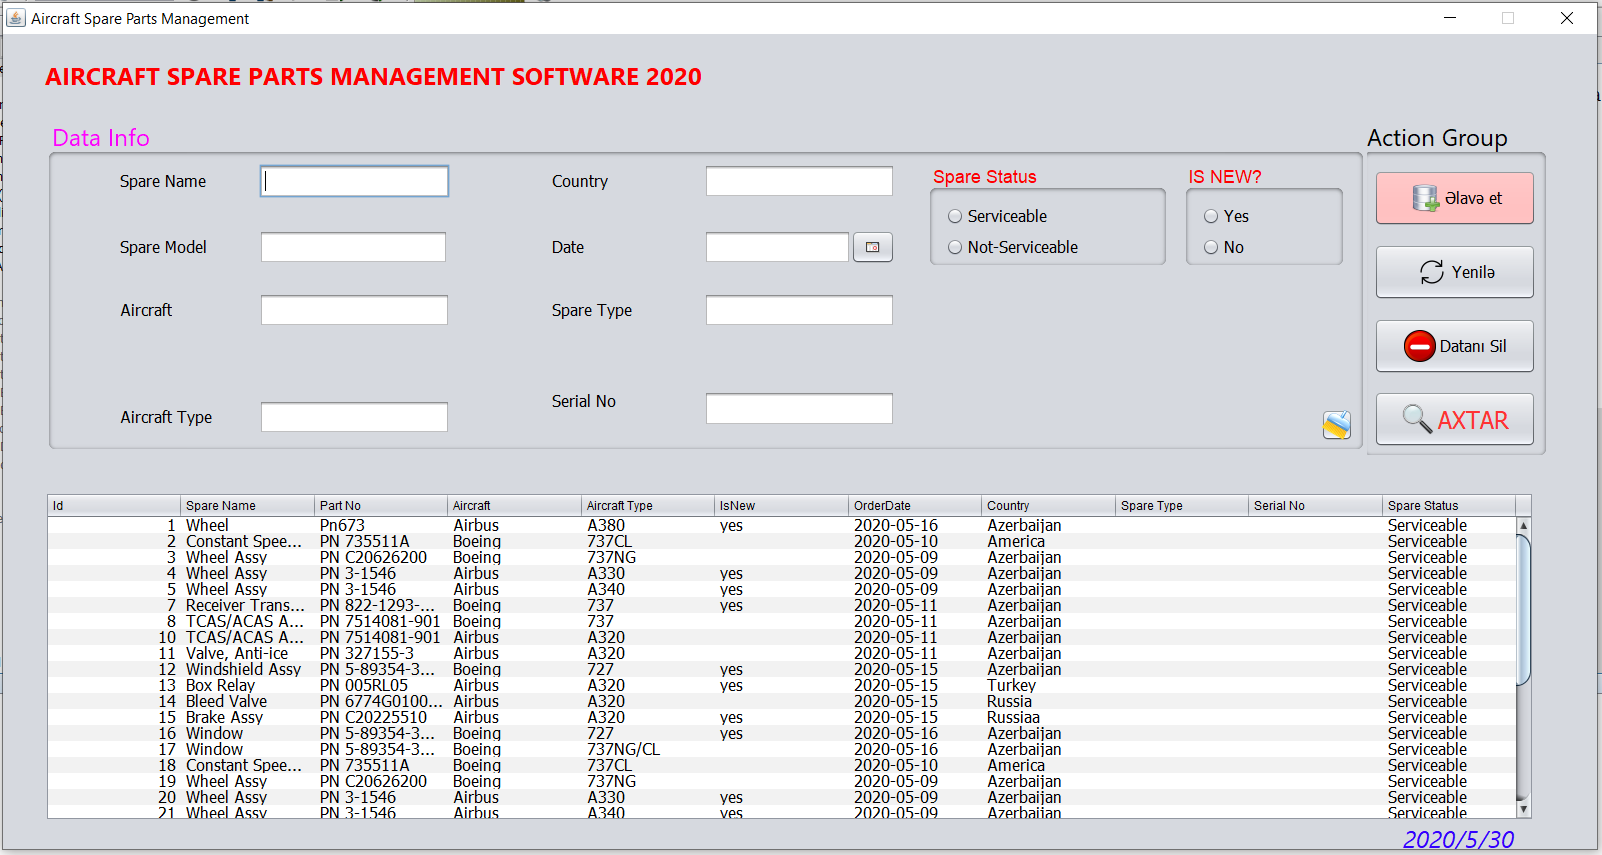 Aircraft Spare Parts Management
AIRCRAFT SPARE PARTS MANAGEMENT SOFTWARE 2020
Data Info
Action Group
Spare Name
Country
Spare Status
IS NEW?
Serviceable
Yes
Əlavə et
Spare Model
Date
Not-Serviceable
No
Yenilə
Aircraft
Spare Type
Datanı Sil
Aircraft Type
Serial No
AXTAR
Id Spare Name Part No Aircraft Aircraft Type IsNew OrderDate Country Spare Type Serial No Spare Status
1 Wheel Pn673 Airbus A380 yes 2020-05-16 Azerbaijan Serviceable
2 Constant Spee... PN 735511A Boeing 737CL 2020-05-10 America Serviceable
3 Wheel Assy PN C20626200 Boeing 737NG 2020-05-09 Azerbaijan Serviceable
4 Wheel Assy PN 3-1546 Airbus A330 yes 2020-05-09 Azerbaijan Serviceable
5 Wheel Assy PN 3-1546 Airbus A340 yes 2020-05-09 Azerbaijan Serviceable
7 Receiver Trans... PN 822-1293-... Boeing 737 yes 2020-05-11 Azerbaijan Serviceable
8 TCAS/ACAS A... PN 7514081-901 Boeing 737 2020-05-11 Azerbaijan Serviceable
10 TCAS/ACAS A... PN 7514081-901 Airbus A320 2020-05-11 Azerbaijan Serviceable
11 Valve, Anti-ice PN 327155-3 Airbus A320 2020-05-11 Azerbaijan Serviceable
12 Windshield Assy PN 5-89354-3... Boeing 727 yes 2020-05-15 Azerbaijan Serviceable
13 Box Relay PN 005RL05 Airbus A320 yes 2020-05-15 Turkey Serviceable
14 Bleed Valve PN 6774G0100... Airbus A320 2020-05-15 Russia Serviceable
15 Brake Assy PN C20225510 Airbus A320 yes 2020-05-15 Russiaa Serviceable
16 Window PN 5-89354-3... Boeing 727 yes 2020-05-16 Azerbaijan Serviceable
17 Window PN 5-89354-3... Boeing 737NG/CL 2020-05-16 Azerbaijan Serviceable
18 Constant Spee... PN 735511A Boeing 737CL 2020-05-10 America Serviceable
19 Wheel Assy PN C20626200 Boeing 737NG 2020-05-09 Azerbaijan Serviceable
20 Wheel Assy PN 3-1546 Airbus A330 yes 2020-05-09 Azerbaijan Serviceable
21 Wheel Assy PN 3-1546 Airbus A340 yes 2020-05-09 Azerbaijan Serviceable
2020/5/30